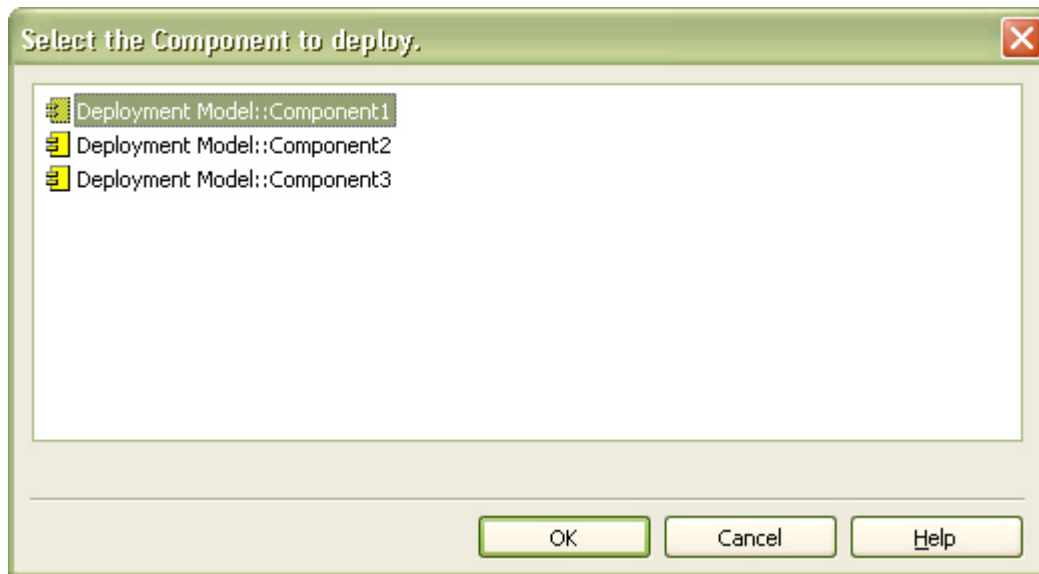 Select the Component to deploy.
Deployment Model::Component1
Deployment Model::Component2
Deployment Model::Component3
OK
Cancel
Help